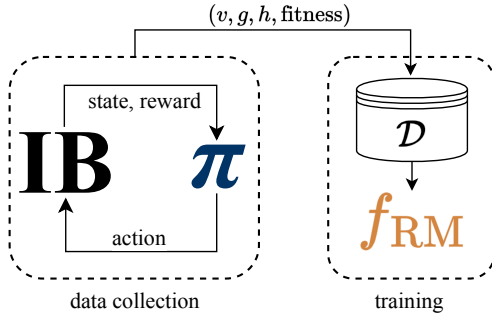 (v, g, h, fitness)
state, reward
IB
π
action
data collection
𝒟
f_RM
training